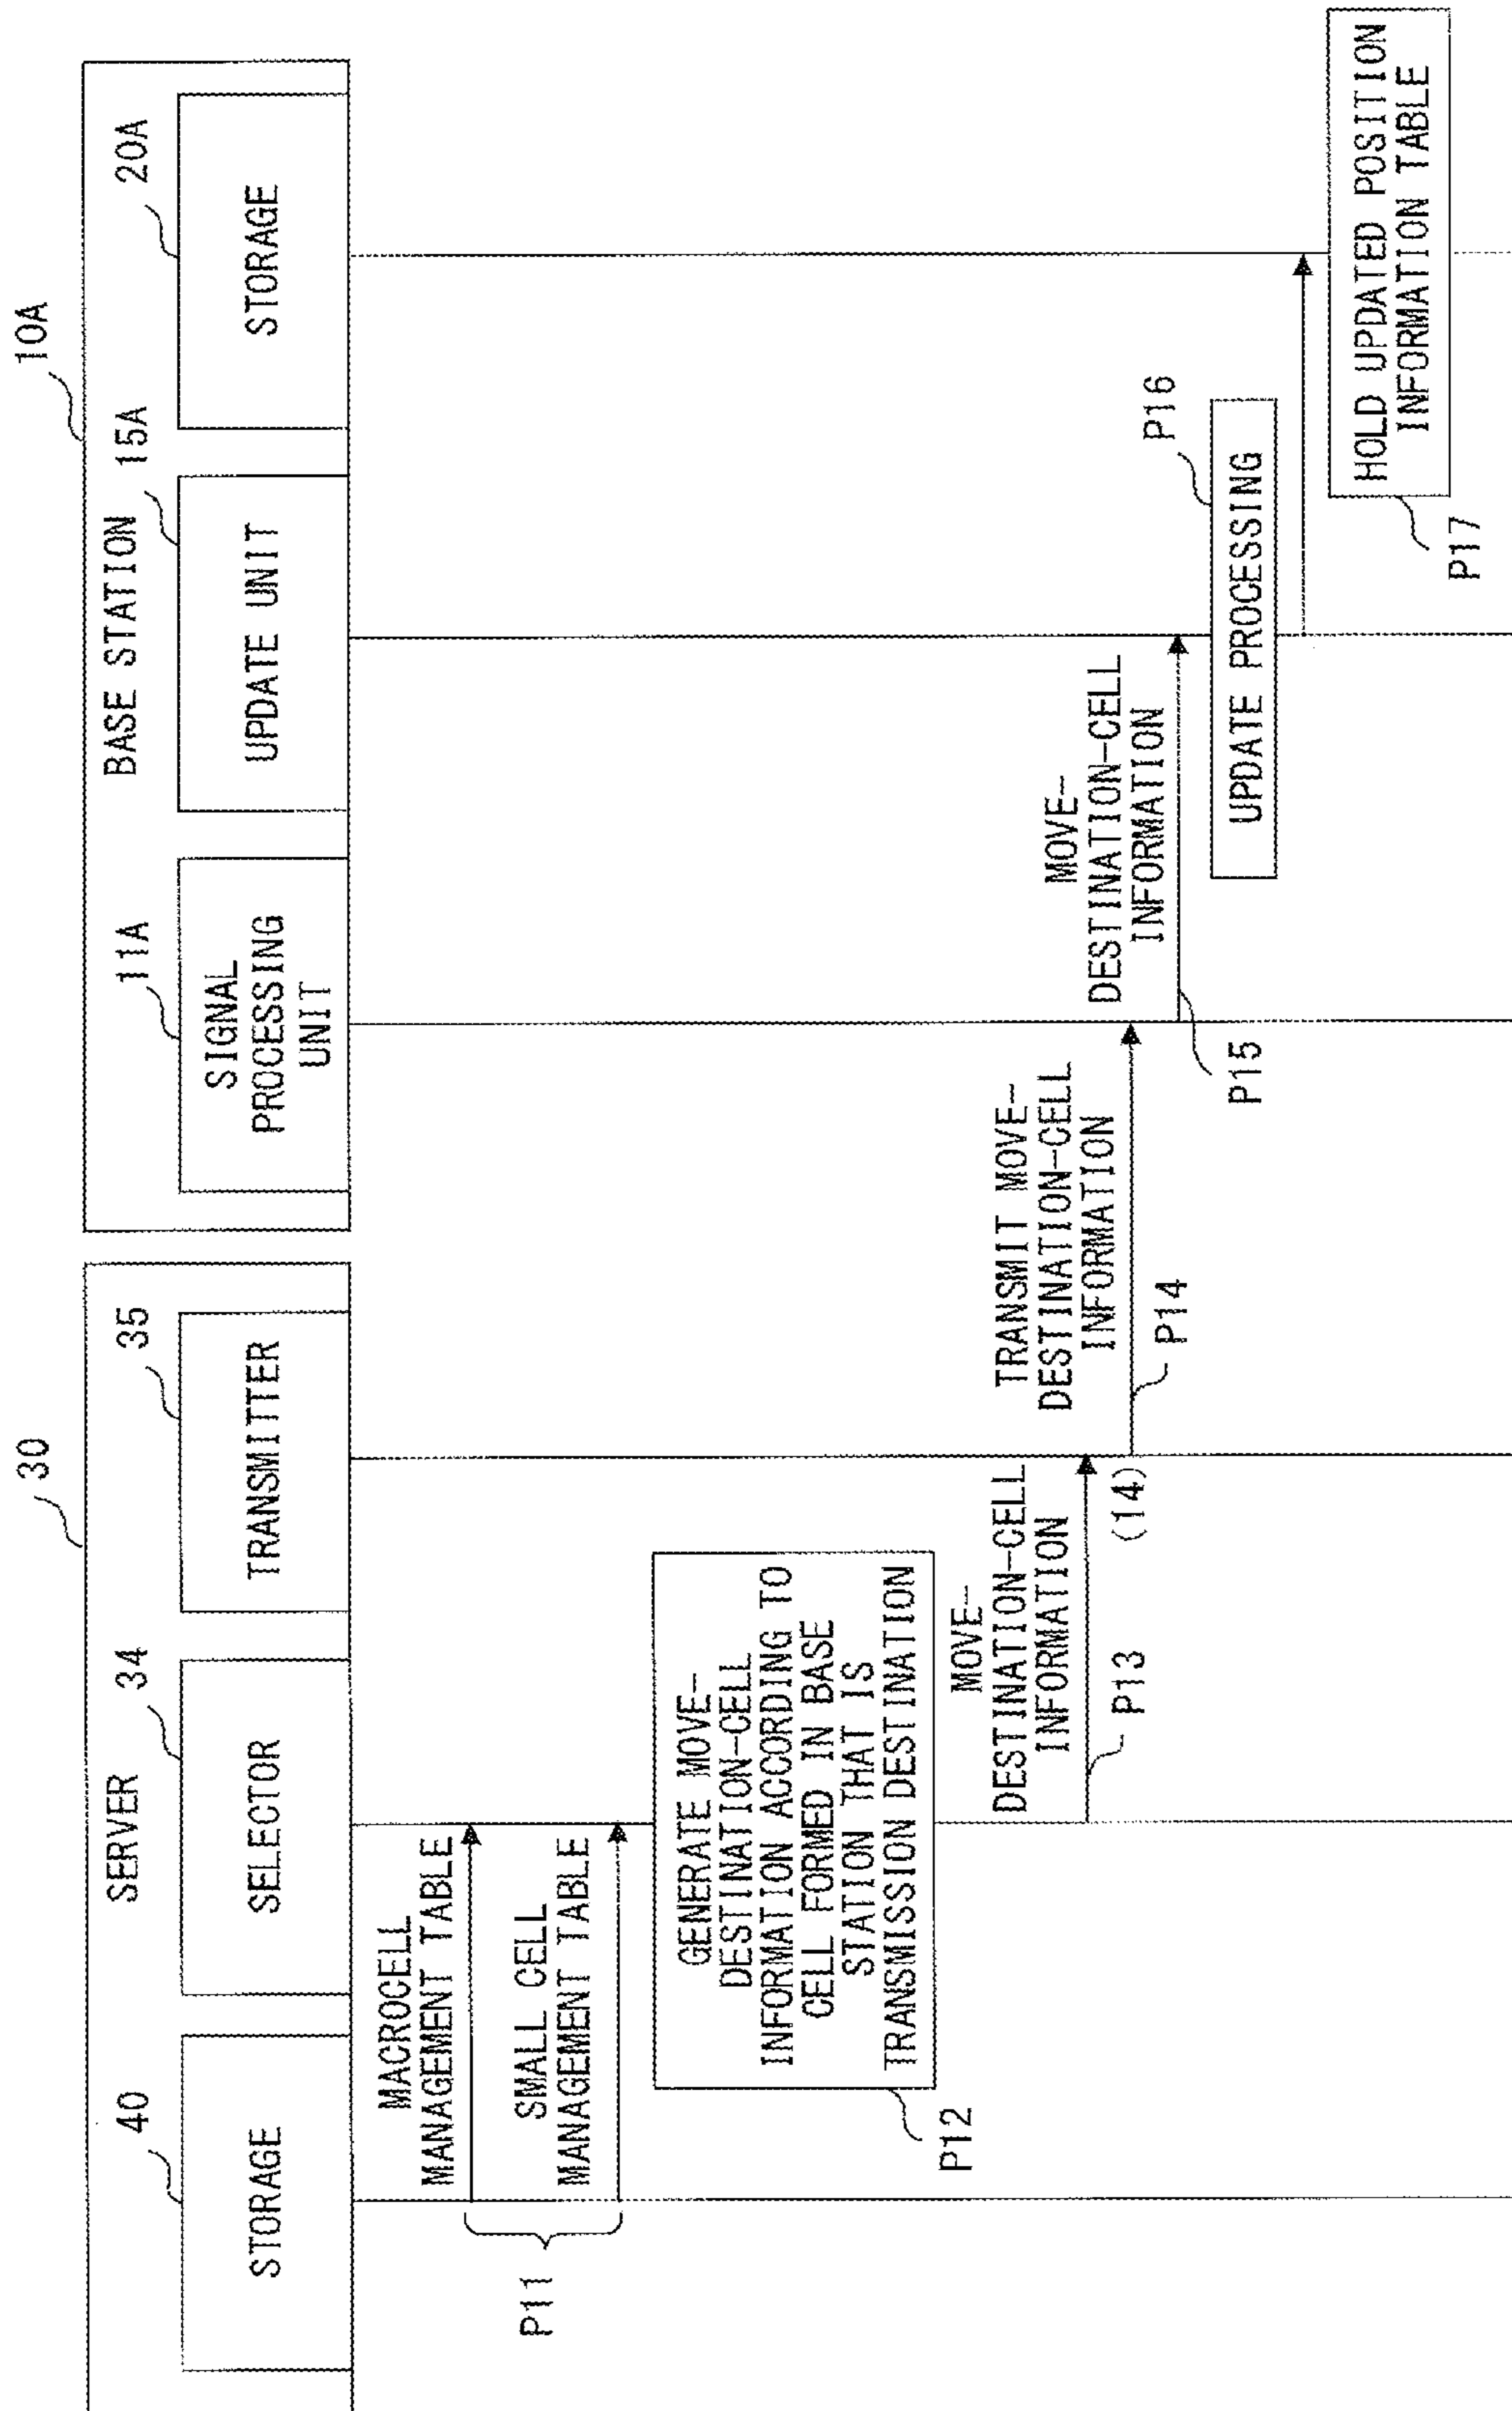 30
SERVER
40
STORAGE
34
SELECTOR
35
TRANSMITTER
10A
BASE STATION
11A
SIGNAL
PROCESSING
UNIT
15A
UPDATE UNIT
20A
STORAGE
P11
MACROCELL
MANAGEMENT TABLE
SMALL CELL
MANAGEMENT TABLE
P12
GENERATE MOVE-
DESTINATION-CELL
INFORMATION ACCORDING TO
CELL FORMED IN BASE
STATION THAT IS
TRANSMISSION DESTINATION
MOVE-
DESTINATION-CELL
INFORMATION
P13
(14)
TRANSMIT MOVE-
DESTINATION-CELL
INFORMATION
P14
MOVE-
DESTINATION-CELL
INFORMATION
P15
P16
UPDATE PROCESSING
P17
HOLD UPDATED POSITION
INFORMATION TABLE